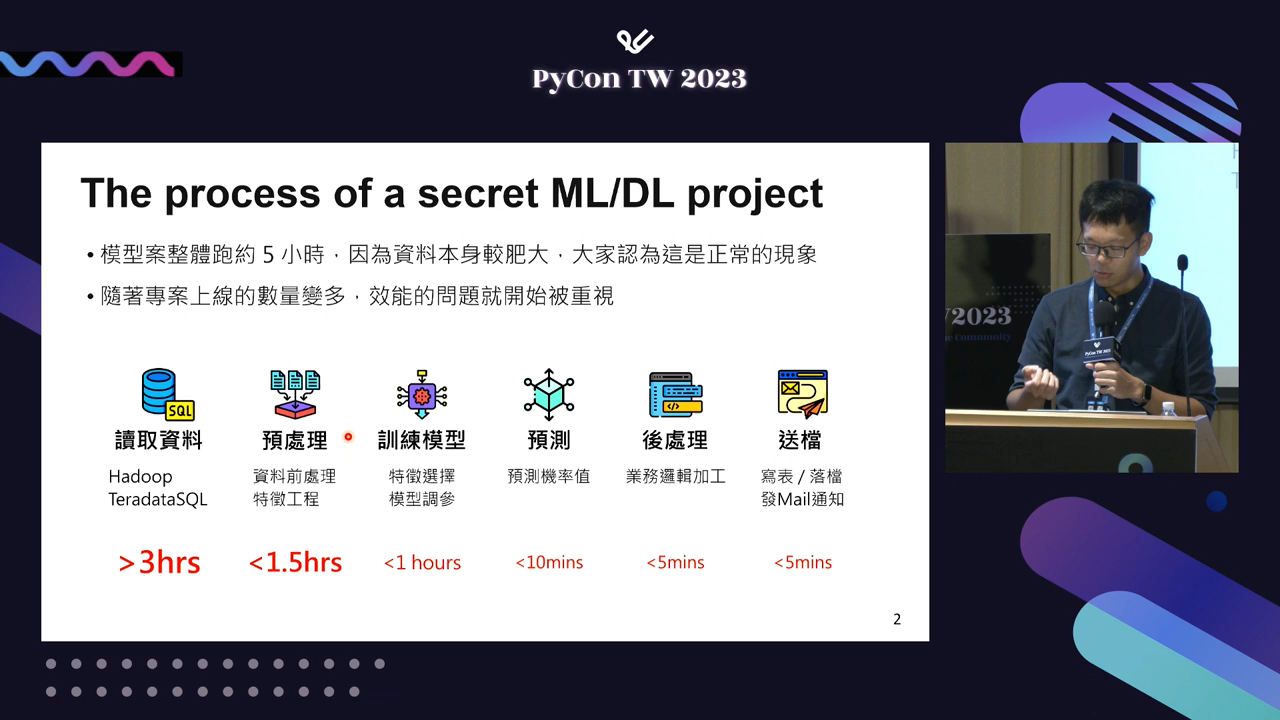 PyCon TW 2023
The process of a secret ML/DL project
• 模型案整體跑約 5 小時，因為資料本身較肥大，大家認為這是正常的現象
• 隨著專案上線的數量變多，效能的問題就開始被重視
SQL
讀取資料
預處理
訓練模型
預測
後處理
送檔
Hadoop
TeradataSQL
資料前處理
特徵工程
特徵選擇
模型調參
預測機率值
業務邏輯加工
寫表 / 落檔
發Mail通知
>3hrs
<1.5hrs
<1 hours
<10mins
<5mins
<5mins
2
PyCon TW 2023